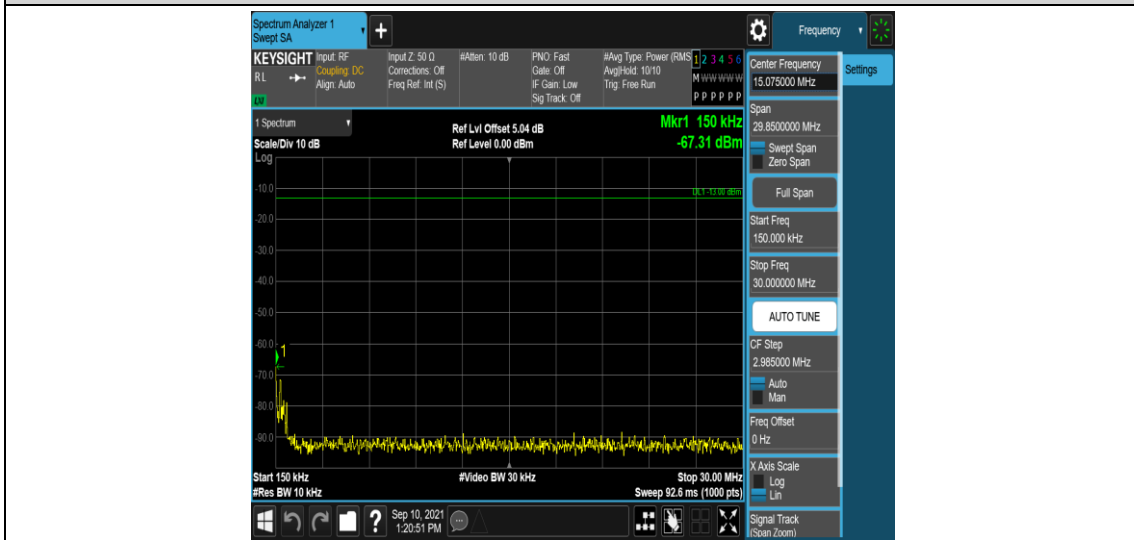 Spectrum Analyzer 1
Swept SA
+
Frequency
KEYSIGHT
RL
LXI
Input: RF
Coupling: DC
Align: Auto
Input Z: 50 Ω
Corrections: Off
Freq Ref: Int (S)
#Atten: 10 dB
PNO: Fast
Gate: Off
IF Gain: Low
Sig Track: Off
#Avg Type: Power (RMS
Avg|Hold: 10/10
Trig: Free Run
1 2 3 4 5 6
M W W W W W
P P P P P P
1 Spectrum
Scale/Div 10 dB
Log
Ref Lvl Offset 5.04 dB
Ref Level 0.00 dBm
Mkr1 150 kHz
-67.31 dBm
DL1 -13.00 dBm
-10.0
-20.0
-30.0
-40.0
-50.0
-60.0
1
-70.0
-80.0
-90.0
Start 150 kHz
#Video BW 30 kHz
Stop 30.00 MHz
#Res BW 10 kHz
Sweep 92.6 ms (1000 pts)
?
Sep 10, 2021
1:20:51 PM
Center Frequency
15.075000 MHz
Settings
Span
29.8500000 MHz
Swept Span
Zero Span
Full Span
Start Freq
150.000 kHz
Stop Freq
30.000000 MHz
AUTO TUNE
CF Step
2.985000 MHz
Auto
Man
Freq Offset
0 Hz
X Axis Scale
Log
Lin
Signal Track
(Span Zoom)